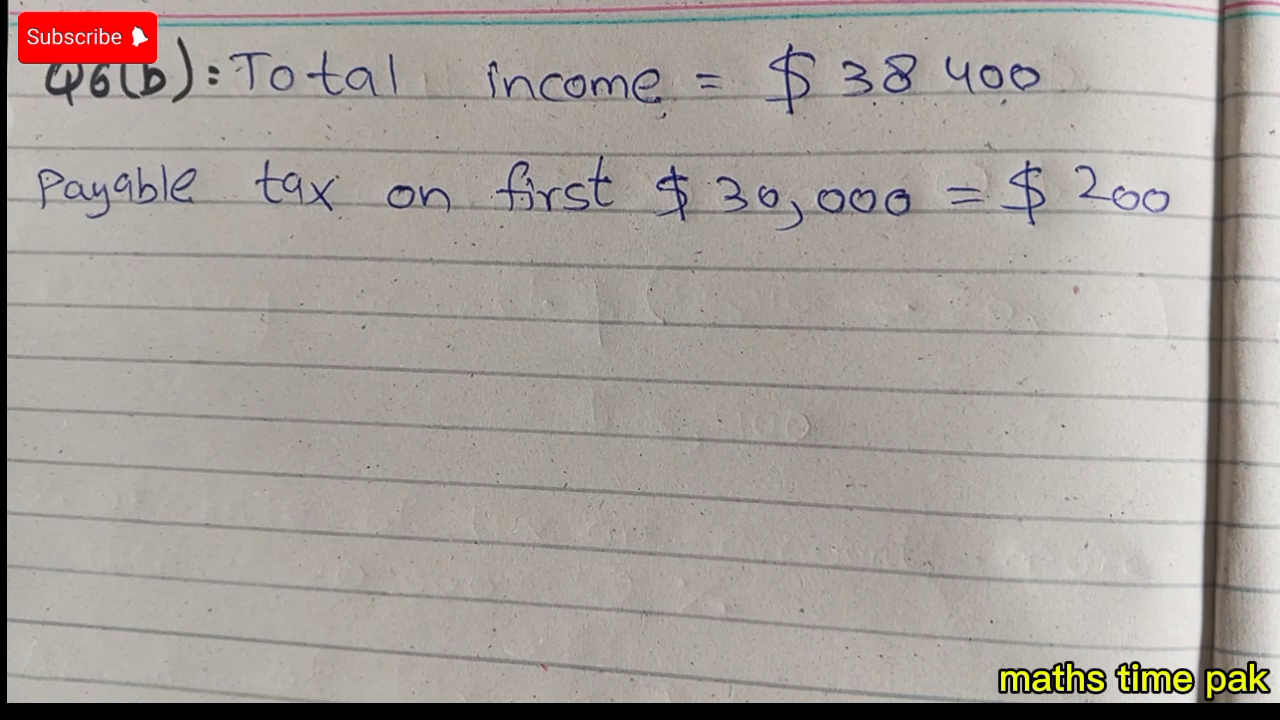 Subscribe
Q6(b): Total income = $ 38 400
Payable tax on first $ 30,000 = $ 200
maths time pak